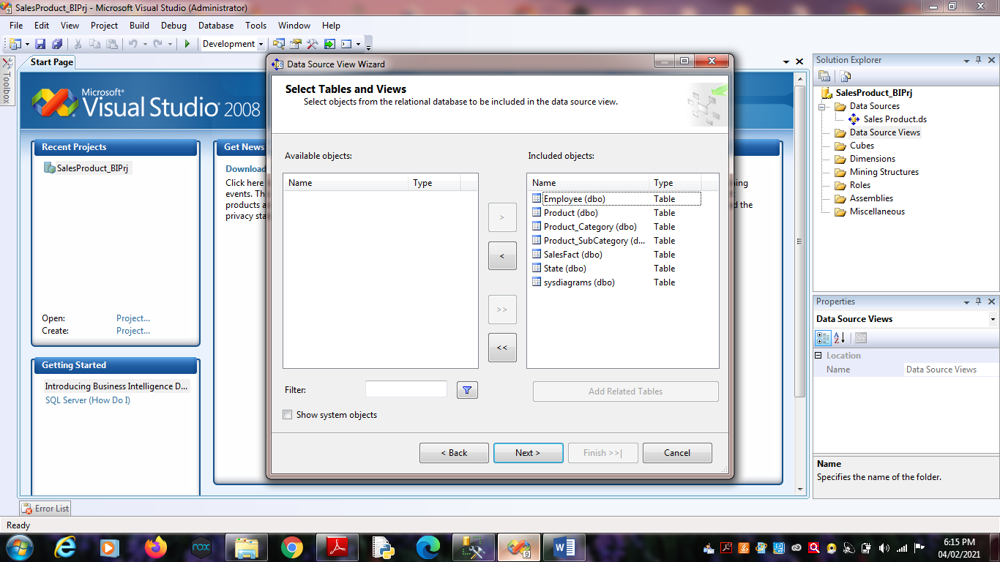 SalesProduct_BIPrj - Microsoft Visual Studio (Administrator)
File Edit View Project Build Debug Database Tools Window Help
Development
Toolbox
Start Page
Microsoft®
Visual Studio® 2008
Recent Projects
SalesProduct_BIPrj
Open: Project...
Create: Project...
Getting Started
Introducing Business Intelligence D...
SQL Server (How Do I)
Get News
Download
Click here
events. Th
products a
privacy sta
ning
d the
Data Source View Wizard
Select Tables and Views
Select objects from the relational database to be included in the data source view.
Available objects:
Name Type
>
<
>>
<<
Included objects:
Name Type
Employee (dbo) Table
Product (dbo) Table
Product_Category (dbo) Table
Product_SubCategory (d... Table
SalesFact (dbo) Table
State (dbo) Table
sysdiagrams (dbo) Table
Filter:
Add Related Tables
Show system objects
< Back Next > Finish >>| Cancel
Solution Explorer
SalesProduct_BIPrj
Data Sources
Sales Product.ds
Data Source Views
Cubes
Dimensions
Mining Structures
Roles
Assemblies
Miscellaneous
Properties
Data Source Views
Location
Name Data Source Views
Name
Specifies the name of the folder.
Error List
Ready
nox
9
6:15 PM
04/02/2021